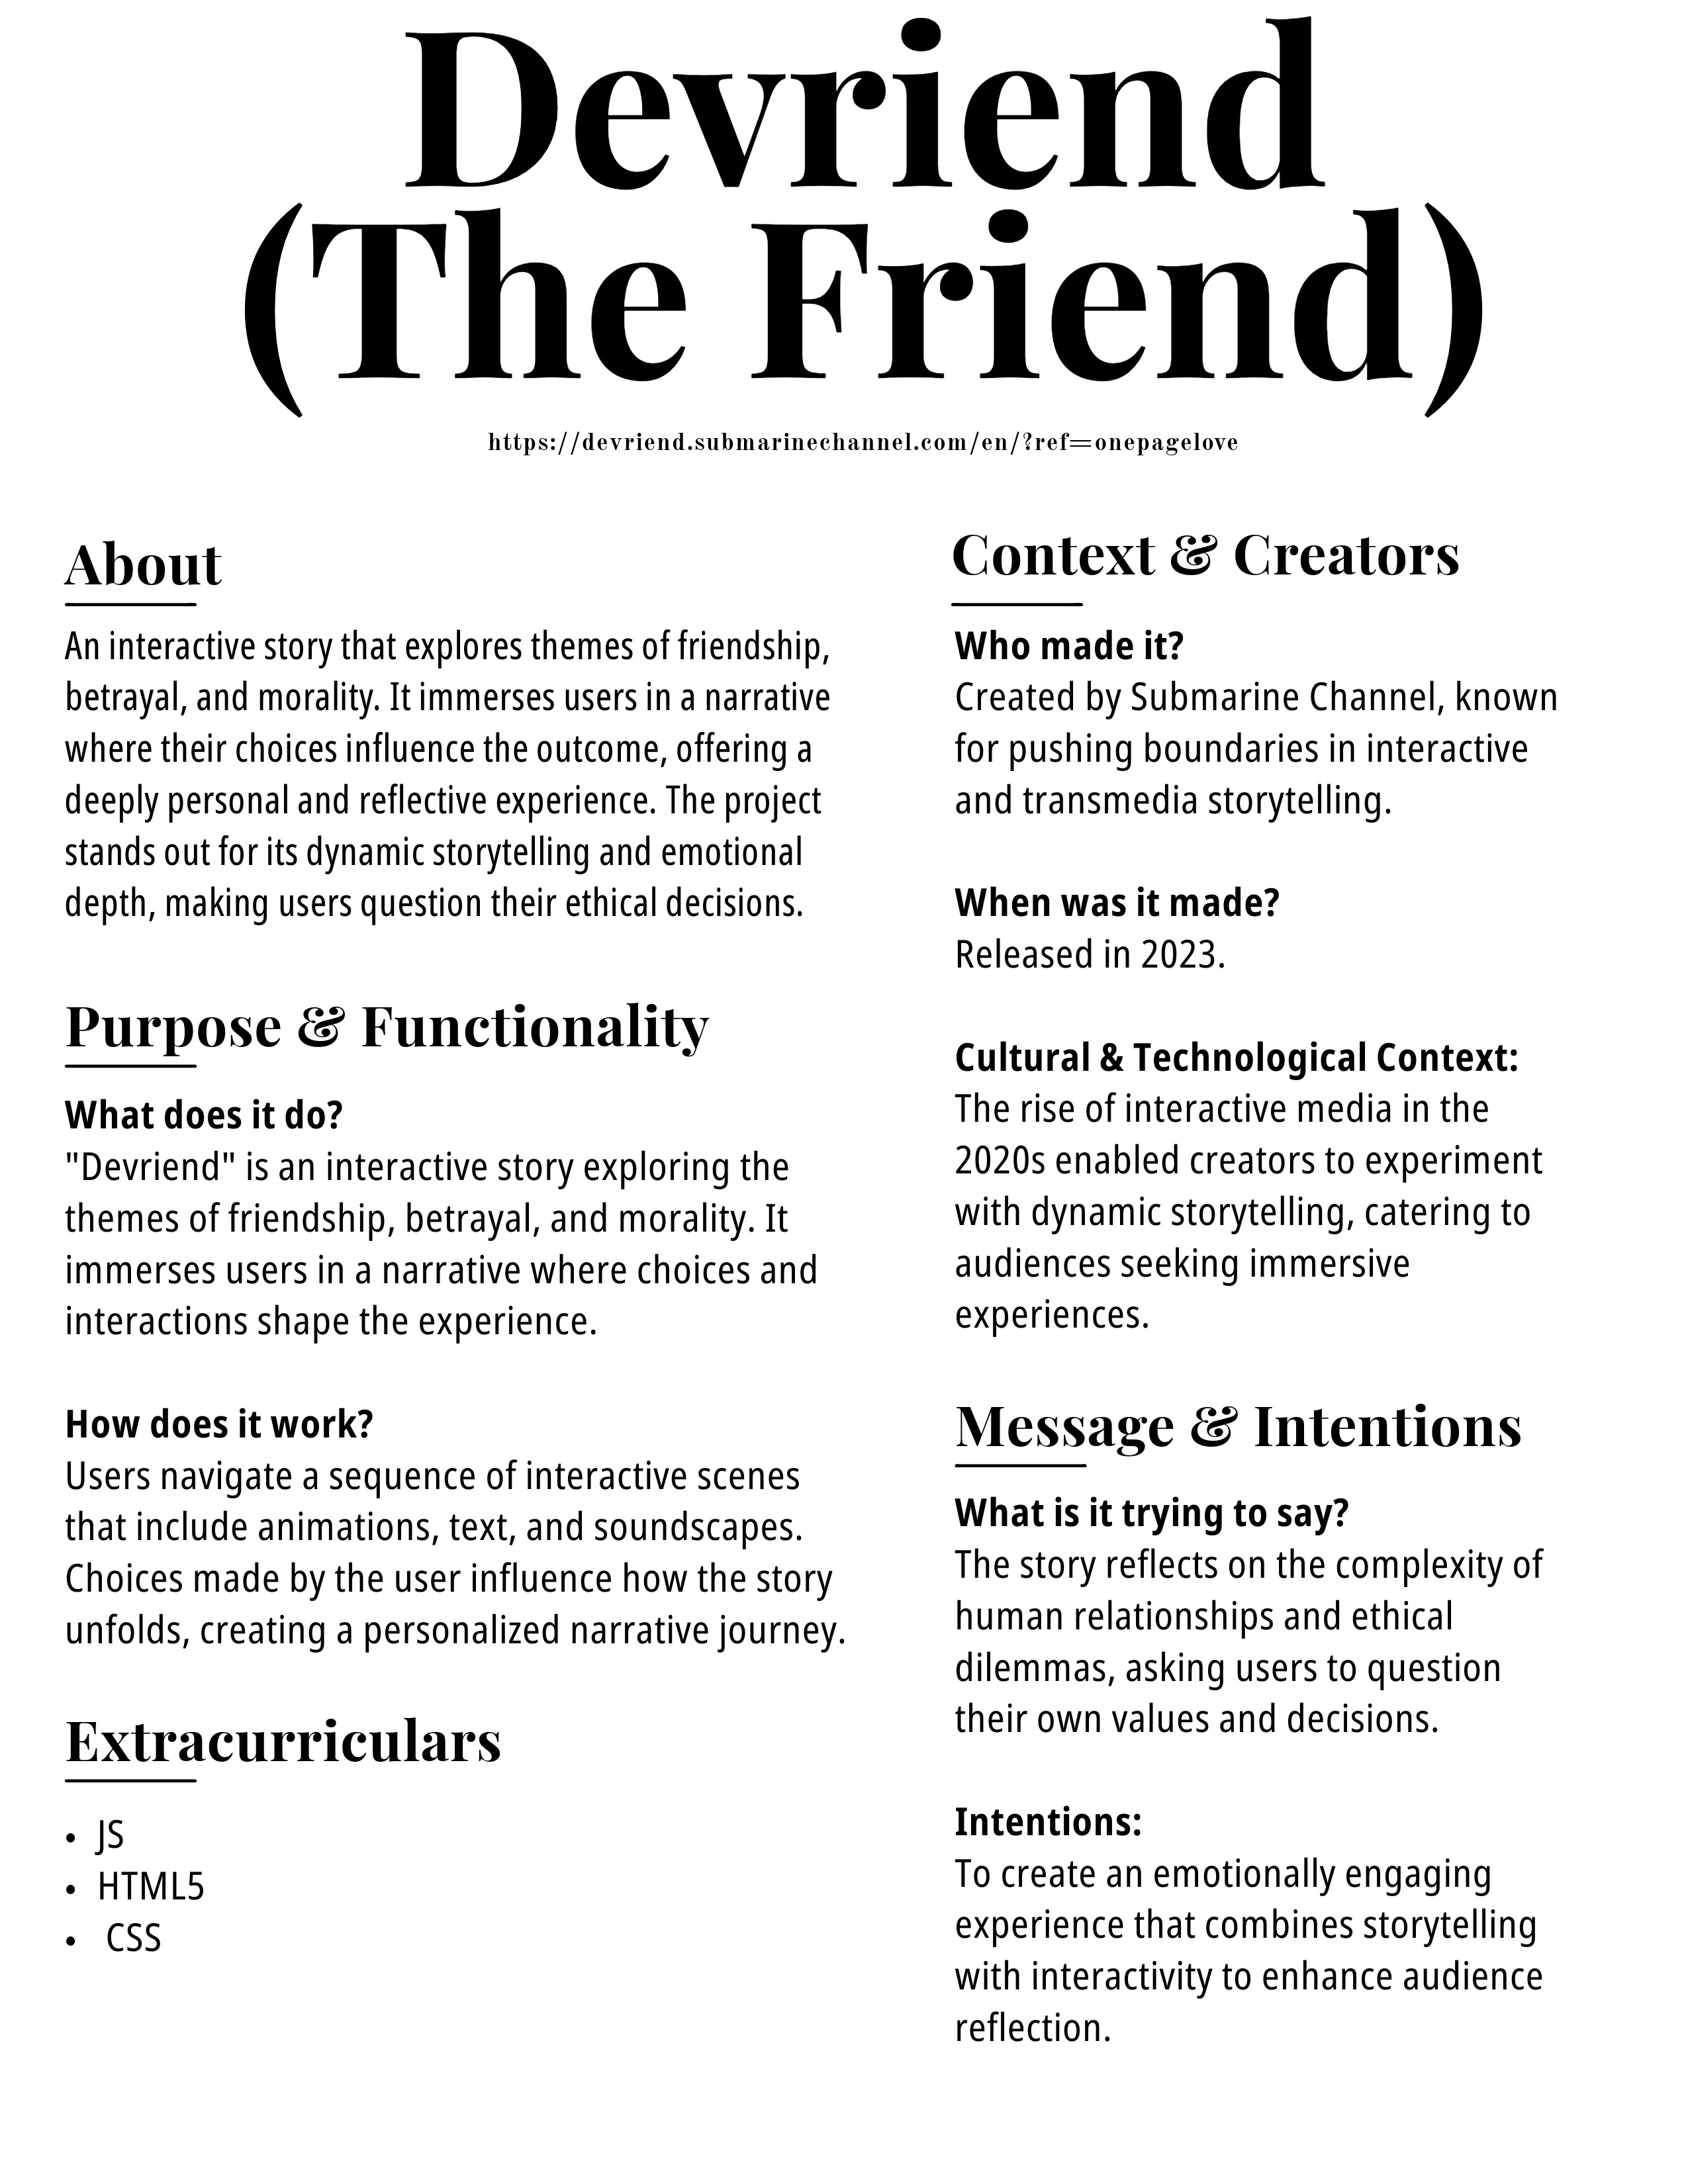 Devriend
(The Friend)
https://devriend.submarinechannel.com/en/?ref=onepagelove
About
An interactive story that explores themes of friendship,
betrayal, and morality. It immerses users in a narrative
where their choices influence the outcome, offering a
deeply personal and reflective experience. The project
stands out for its dynamic storytelling and emotional
depth, making users question their ethical decisions.
Purpose & Functionality
What does it do?
"Devriend" is an interactive story exploring the
themes of friendship, betrayal, and morality. It
immerses users in a narrative where choices and
interactions shape the experience.
How does it work?
Users navigate a sequence of interactive scenes
that include animations, text, and soundscapes.
Choices made by the user influence how the story
unfolds, creating a personalized narrative journey.
Extracurriculars
• JS
• HTML5
• CSS
Context & Creators
Who made it?
Created by Submarine Channel, known
for pushing boundaries in interactive
and transmedia storytelling.
When was it made?
Released in 2023.
Cultural & Technological Context:
The rise of interactive media in the
2020s enabled creators to experiment
with dynamic storytelling, catering to
audiences seeking immersive
experiences.
Message & Intentions
What is it trying to say?
The story reflects on the complexity of
human relationships and ethical
dilemmas, asking users to question
their own values and decisions.
Intentions:
To create an emotionally engaging
experience that combines storytelling
with interactivity to enhance audience
reflection.